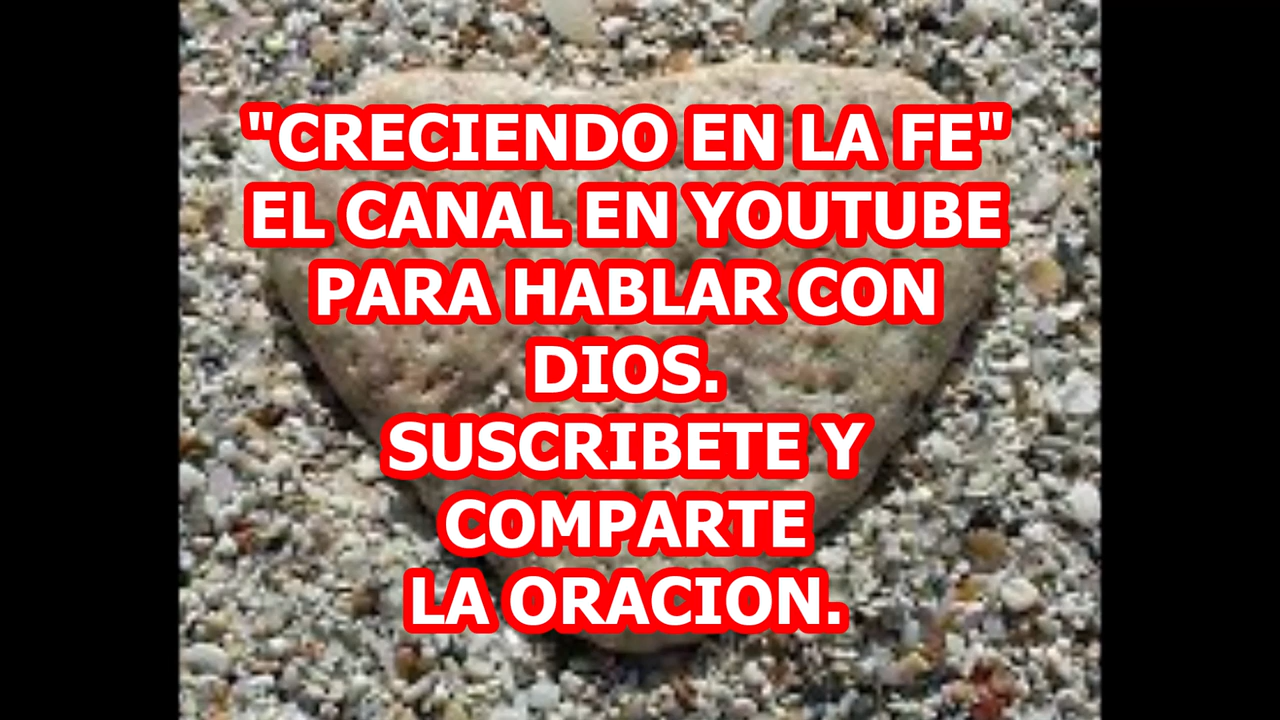 "CRECIENDO EN LA FE"
EL CANAL EN YOUTUBE
PARA HABLAR CON
DIOS.
SUSCRIBETE Y
COMPARTE
LA ORACION.